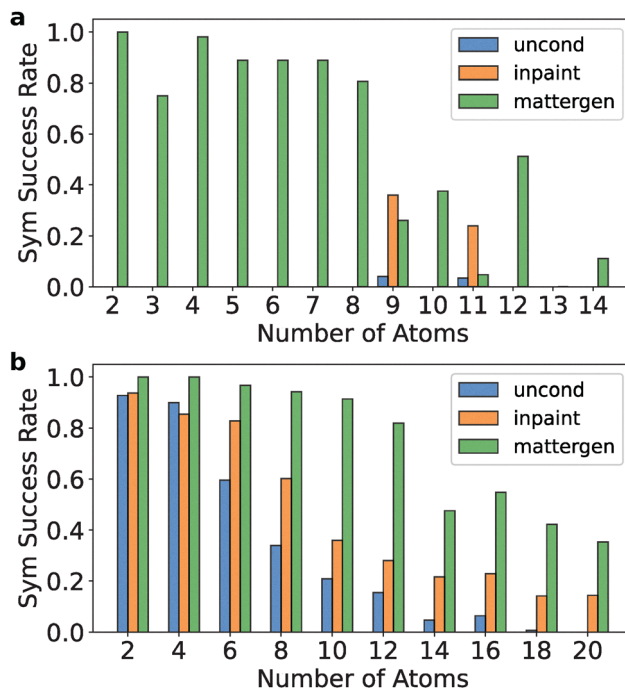 a
1.0
0.8
0.6
0.4
0.2
0.0
Sym Success Rate
uncond
inpaint
mattergen
2 3 4 5 6 7 8 9 10 11 12 13 14
Number of Atoms
b
1.0
0.8
0.6
0.4
0.2
0.0
Sym Success Rate
uncond
inpaint
mattergen
2 4 6 8 10 12 14 16 18 20
Number of Atoms